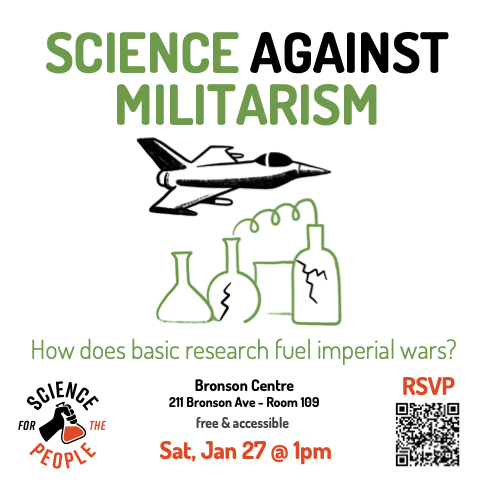 SCIENCE AGAINST
MILITARISM
How does basic research fuel imperial wars?
SCIENCE
FOR THE
PEOPLE
Bronson Centre
211 Bronson Ave - Room 109
free & accessible
Sat, Jan 27 @ 1pm
RSVP